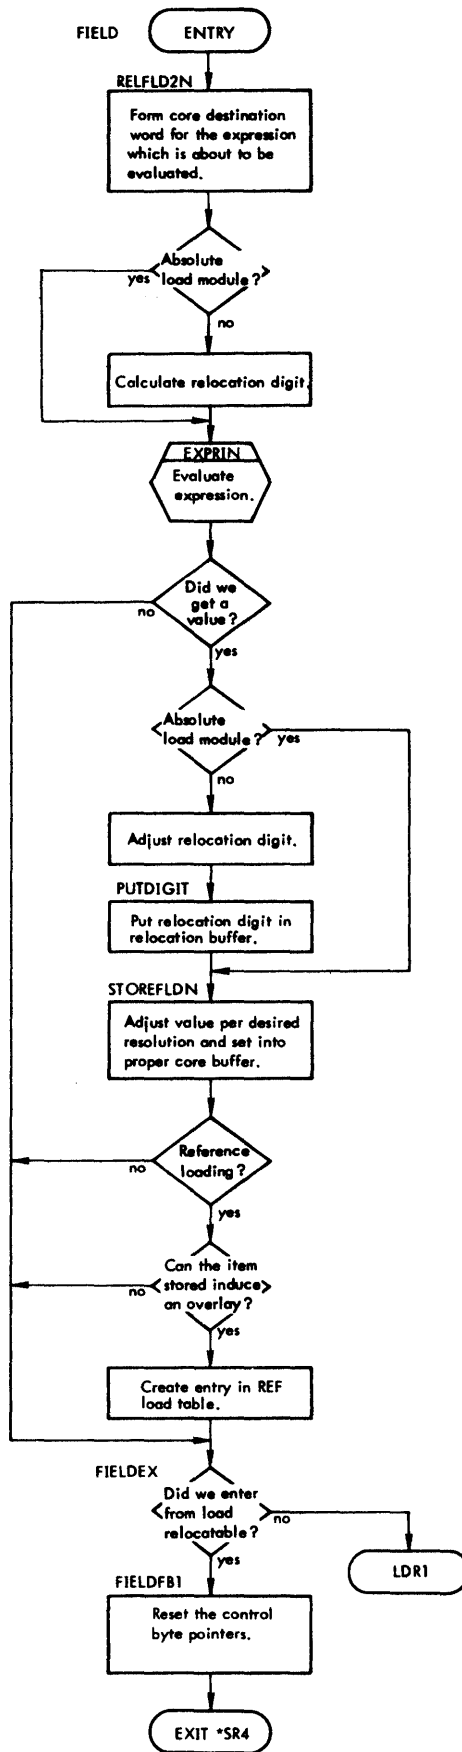 FIELD
ENTRY
RELFLD2N
Form core destination
word for the expression
which is about to be
evaluated.
Absolute
load module?
yes
no
Calculate relocation digit.
EXPRIN
Evaluate
expression.
Did we
get a
value?
no
yes
Absolute
load module?
yes
no
Adjust relocation digit.
PUTDIGIT
Put relocation digit in
relocation buffer.
STOREFLDN
Adjust value per desired
resolution and set into
proper core buffer.
Reference
loading?
no
yes
Can the item
stored induce
an overlay?
no
yes
Create entry in REF
load table.
FIELDEX
Did we enter
from load
relocatable?
no
yes
LDR1
FIELDFB1
Reset the control
byte pointers.
EXIT *SR4